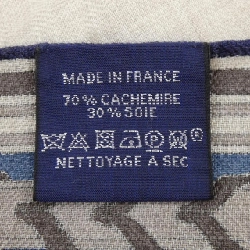 MADE IN FRANCE
70% CACHEMIRE
30% SOIE
NETTOYAGE A SEC